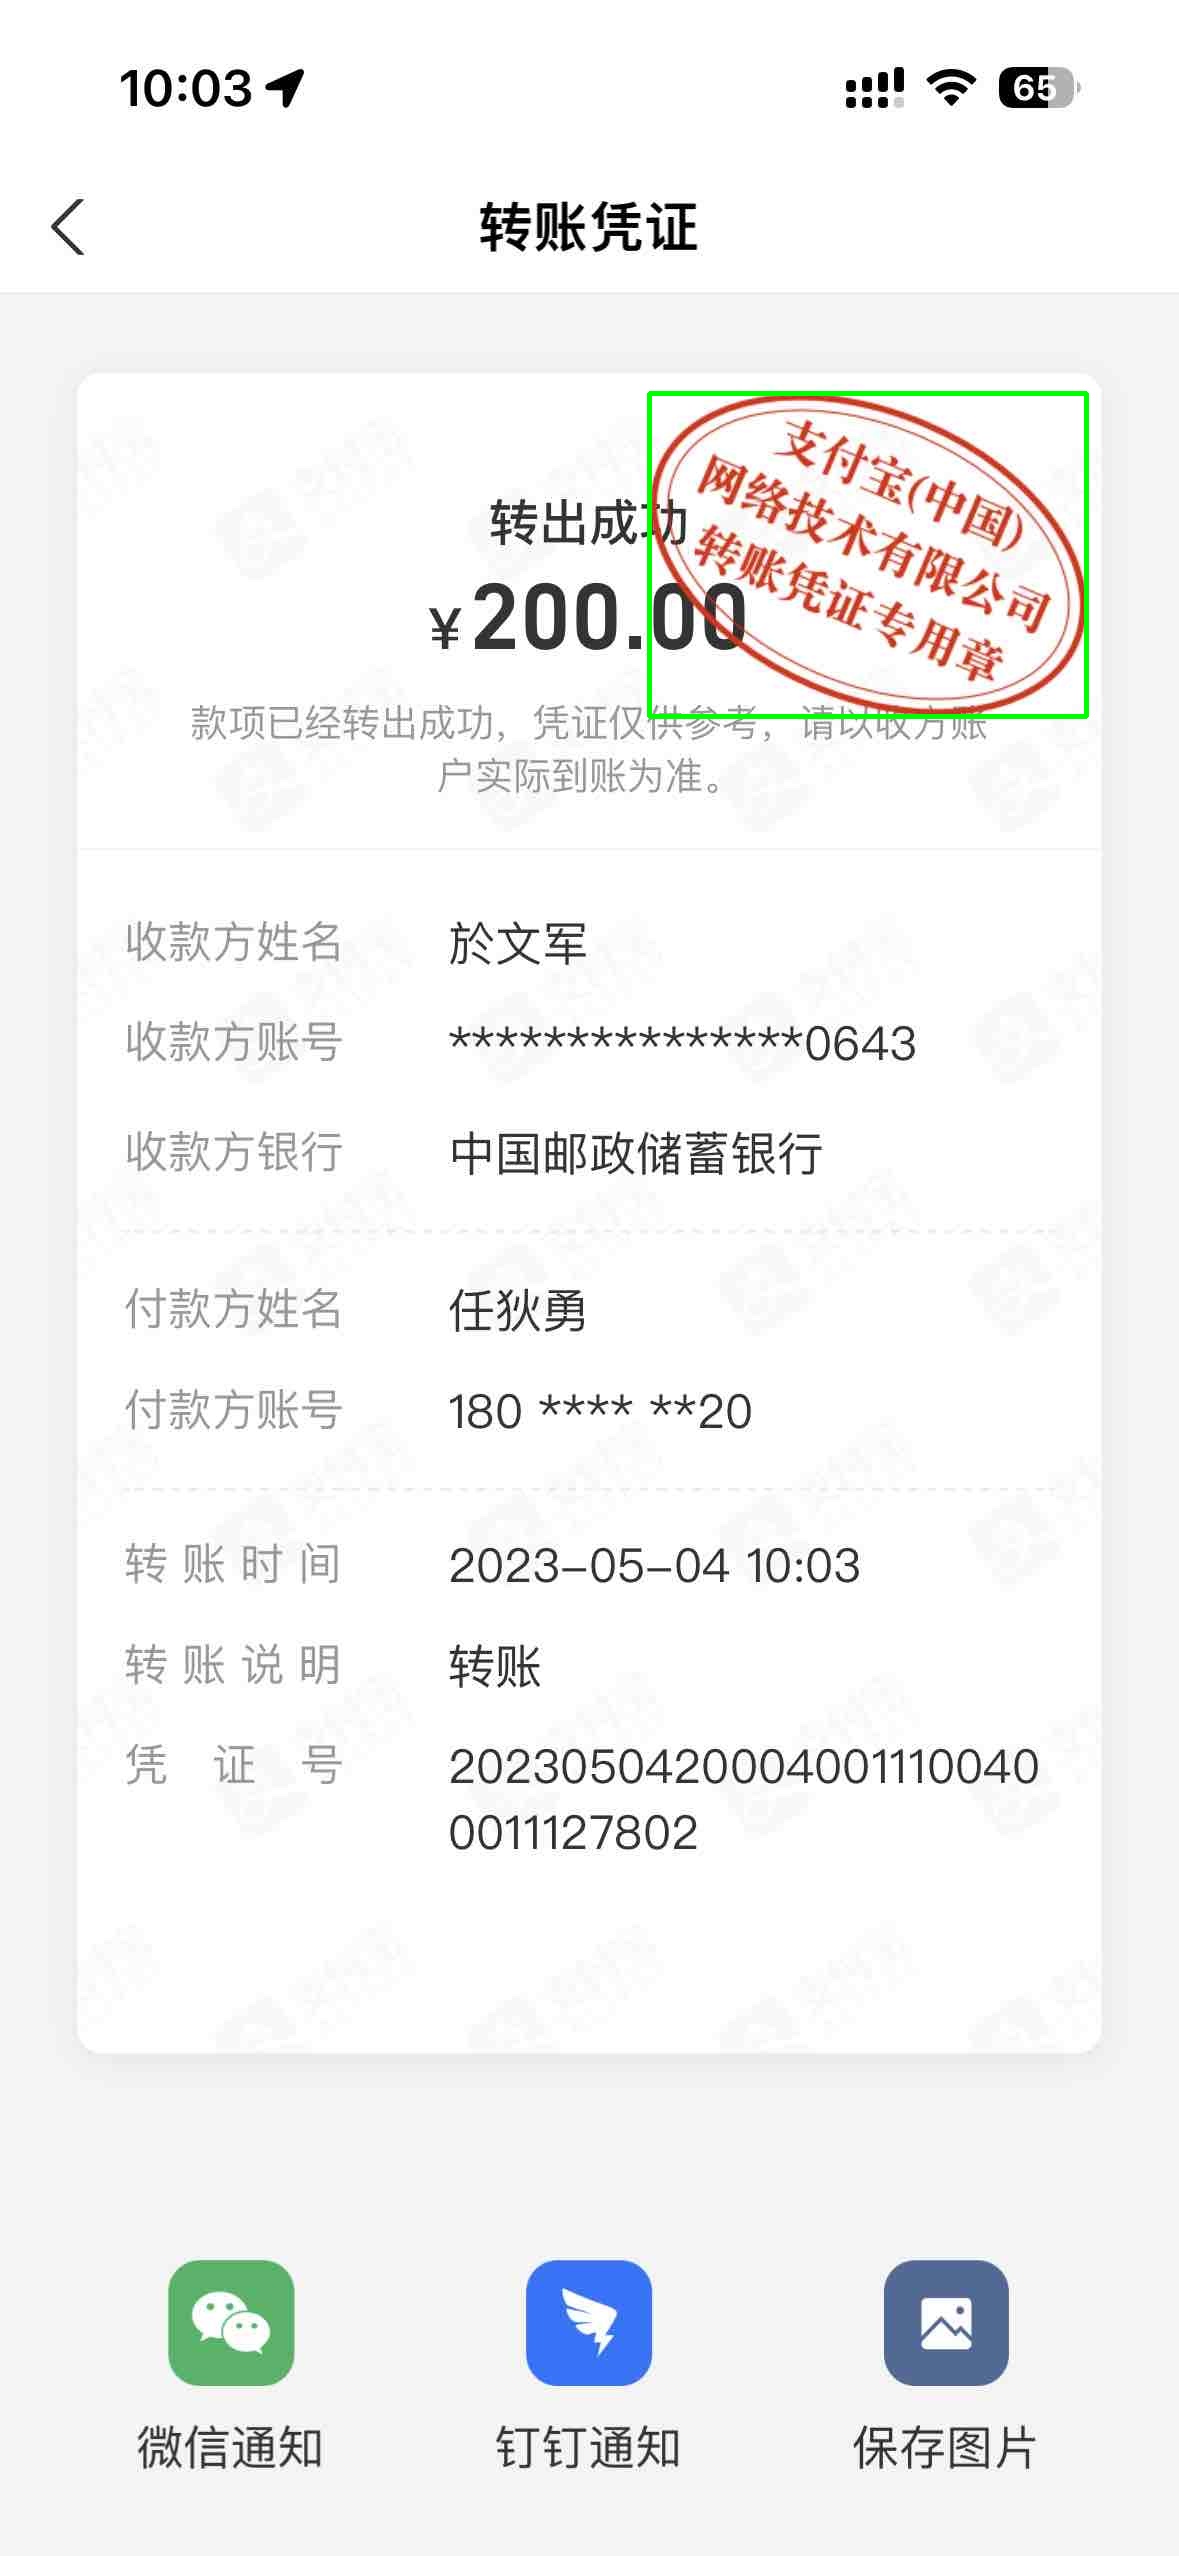 10:03
65
转账凭证
支付宝(中国)
网络技术有限公司
转账凭证专用章
转出成功
¥200.00
款项已经转出成功，凭证仅供参考，请以收方账
户实际到账为准。
收款方姓名 於文军
收款方账号 ***************0643
收款方银行 中国邮政储蓄银行
付款方姓名 任狄勇
付款方账号 180 **** **20
转账时间 2023-05-04 10:03
转账说明 转账
凭证号 20230504200040011100400
0011127802
微信通知
钉钉通知
保存图片